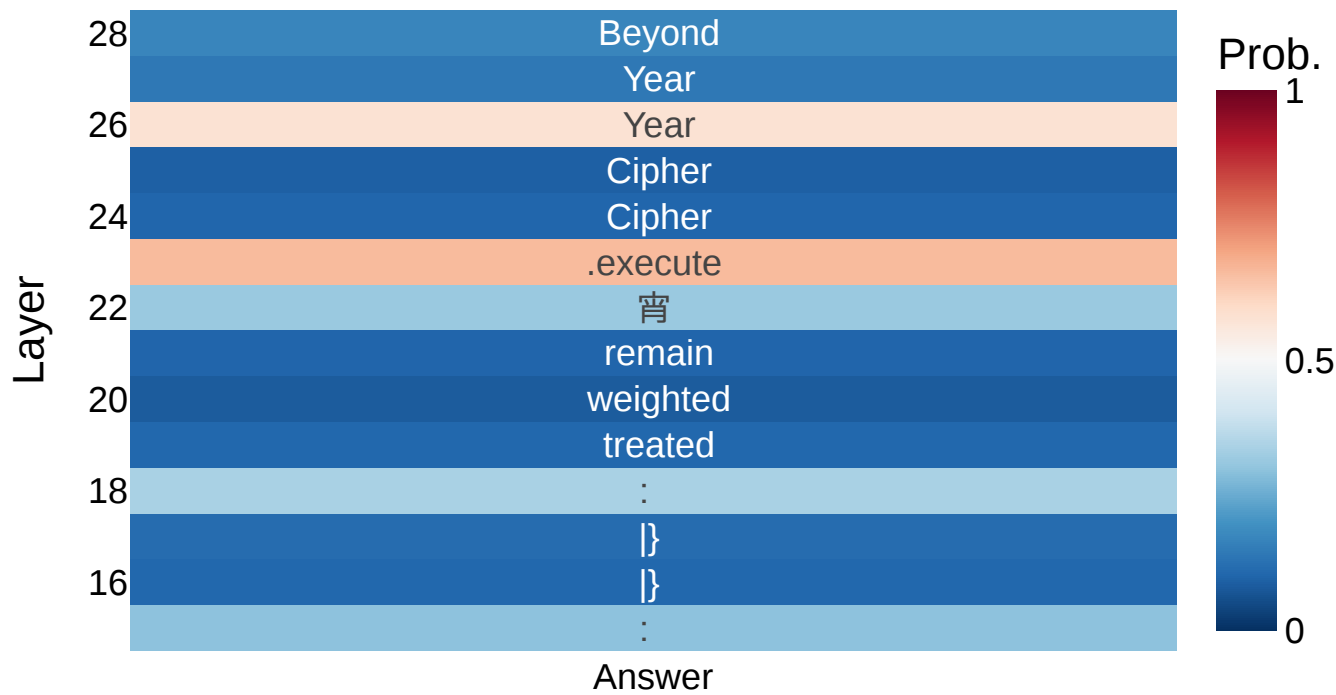 28 Beyond
Year
26 Year
Cipher
24 Cipher
.execute
22 宵
remain
20 weighted
treated
18 :
|}
16 |}
:
Answer
Layer
Prob.
1
0.5
0